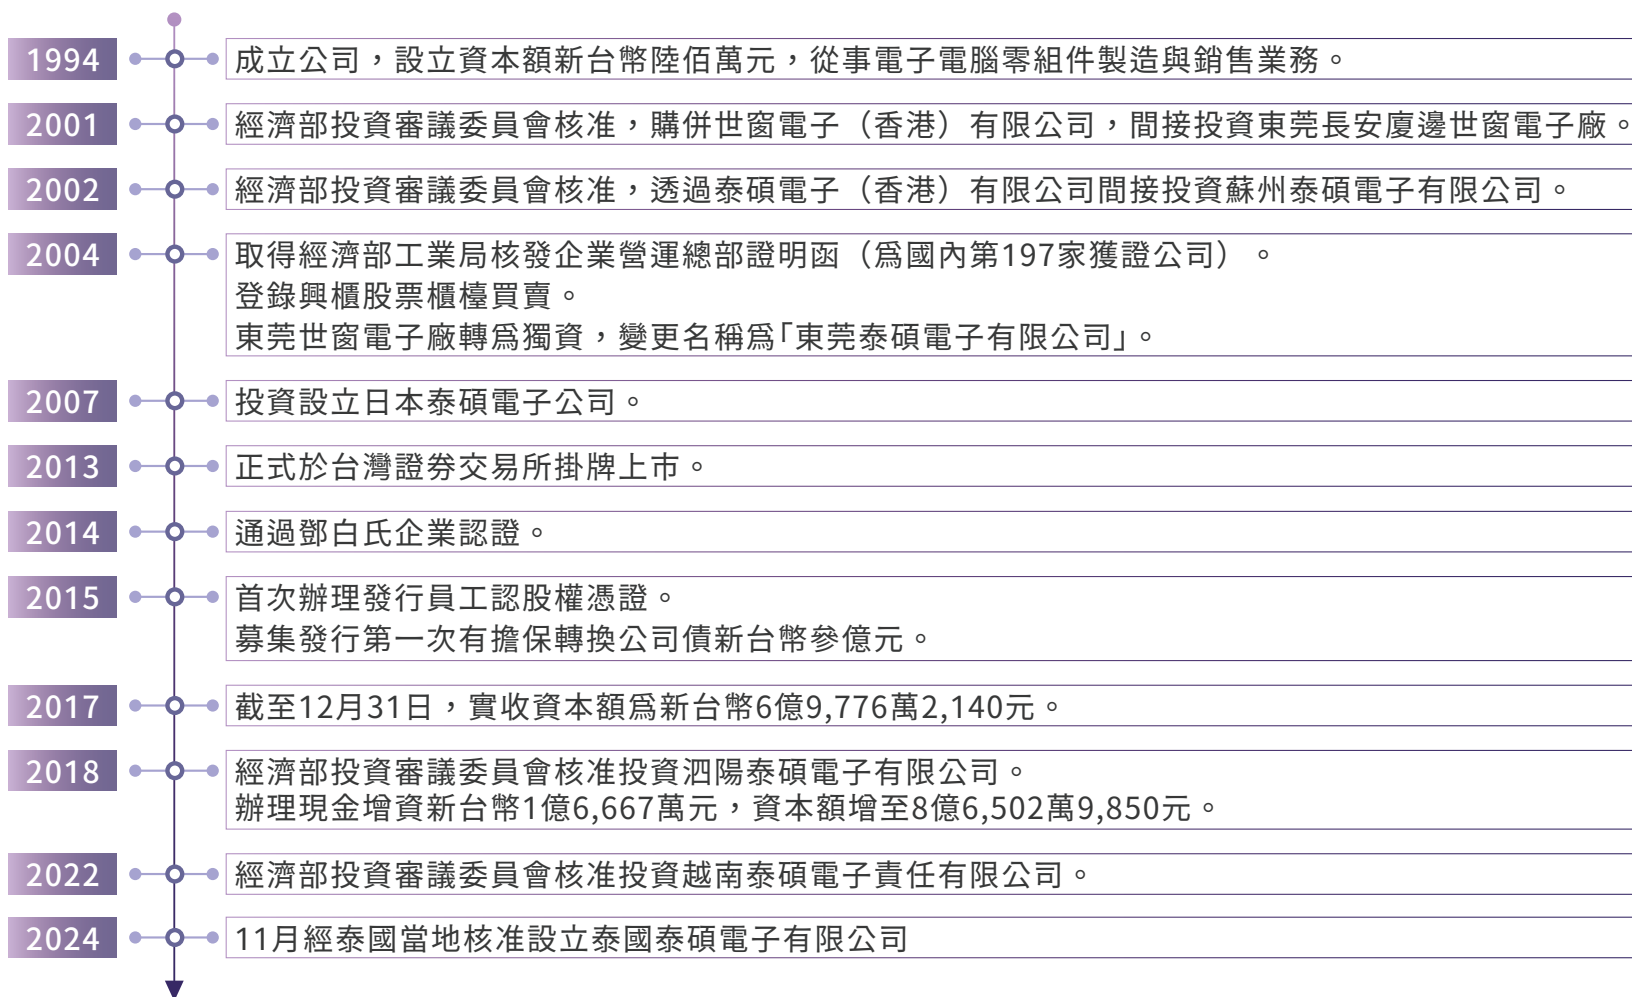 1994
成立公司，設立資本額新台幣陸佰萬元，從事電子電腦零組件製造與銷售業務。
2001
經濟部投資審議委員會核准，購併世窗電子（香港）有限公司，間接投資東莞長安廈邊世窗電子廠。
2002
經濟部投資審議委員會核准，透過泰碩電子（香港）有限公司間接投資蘇州泰碩電子有限公司。
2004
取得經濟部工業局核發企業營運總部證明函（爲國內第197家獲證公司）。
登錄興櫃股票櫃檯買賣。
東莞世窗電子廠轉爲獨資，變更名稱爲「東莞泰碩電子有限公司」。
2007
投資設立日本泰碩電子公司。
2013
正式於台灣證券交易所掛牌上市。
2014
通過鄧白氏企業認證。
2015
首次辦理發行員工認股權憑證。
募集發行第一次有擔保轉換公司債新台幣參億元。
2017
截至12月31日，實收資本額爲新台幣6億9,776萬2,140元。
2018
經濟部投資審議委員會核准投資泗陽泰碩電子有限公司。
辦理現金增資新台幣1億6,667萬元，資本額增至8億6,502萬9,850元。
2022
經濟部投資審議委員會核准投資越南泰碩電子責任有限公司。
2024
11月經泰國當地核准設立泰國泰碩電子有限公司